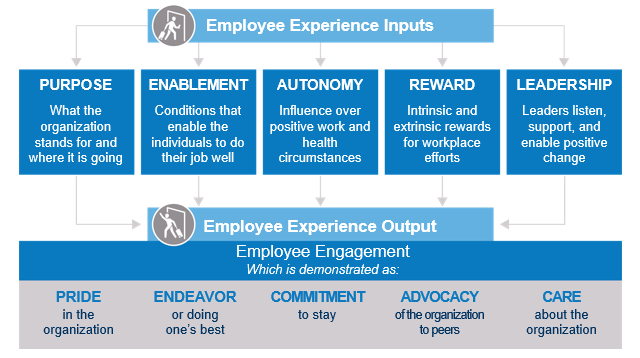 Employee Experience Inputs
PURPOSE
What the
organization
stands for and
where it is going
ENABLEMENT
Conditions that
enable the
individuals to do
their job well
AUTONOMY
Influence over
positive work and
health
circumstances
REWARD
Intrinsic and
extrinsic rewards
for workplace
efforts
LEADERSHIP
Leaders listen,
support, and
enable positive
change
Employee Experience Output
Employee Engagement
Which is demonstrated as:
PRIDE
in the
organization
ENDEAVOR
or doing
one's best
COMMITMENT
to stay
ADVOCACY
of the organization
to peers
CARE
about the
organization